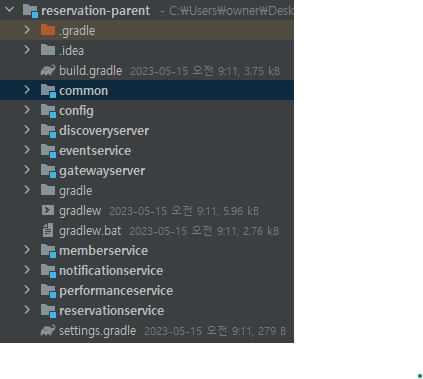 reservation-parent - C:₩Users₩owner₩Desk
.gradle
.idea
build.gradle 2023-05-15 오전 9:11, 3.75 kB
common
config
discoveryserver
eventservice
gatewayserver
gradle
gradlew 2023-05-15 오전 9:11, 5.96 kB
gradlew.bat 2023-05-15 오전 9:11, 2.76 kB
memberservice
notificationservice
performanceservice
reservationservice
settings.gradle 2023-05-15 오전 9:11, 279 B